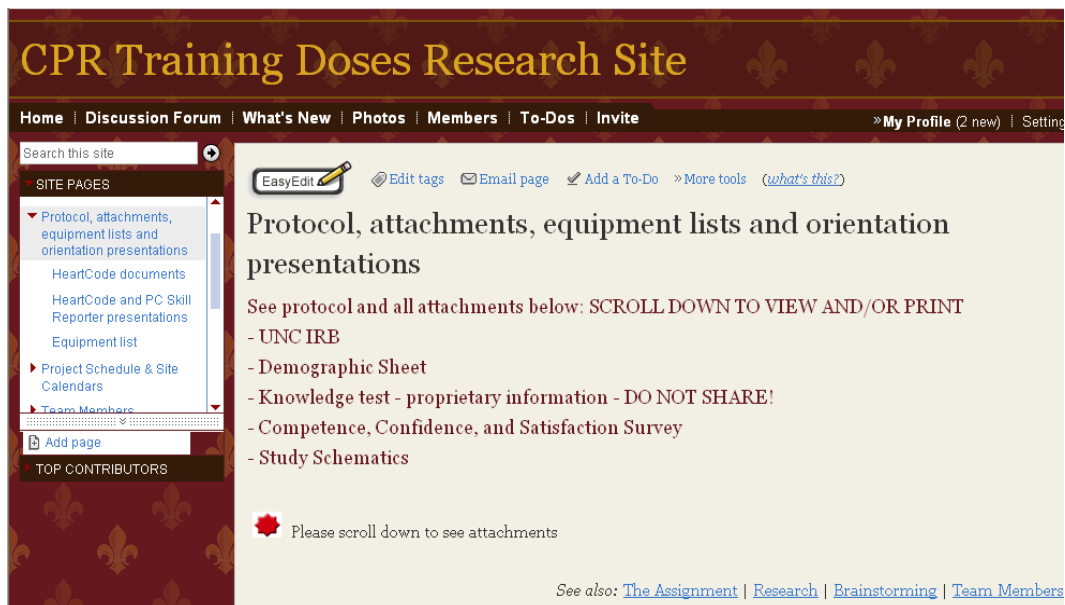 CPR Training Doses Research Site
Home | Discussion Forum | What's New | Photos | Members | To-Dos | Invite
»My Profile (2 new) | Setting
Search this site
SITE PAGES
Protocol, attachments,
equipment lists and
orientation presentations
HeartCode documents
HeartCode and PC Skill
Reporter presentations
Equipment list
Project Schedule & Site
Calendars
Team Members
Add page
TOP CONTRIBUTORS
EasyEdit Edit tags Email page Add a To-Do »More tools (what's this?)
Protocol, attachments, equipment lists and orientation
presentations
See protocol and all attachments below: SCROLL DOWN TO VIEW AND/OR PRINT
- UNC IRB
- Demographic Sheet
- Knowledge test - proprietary information - DO NOT SHARE!
- Competence, Confidence, and Satisfaction Survey
- Study Schematics
Please scroll down to see attachments
See also: The Assignment | Research | Brainstorming | Team Members